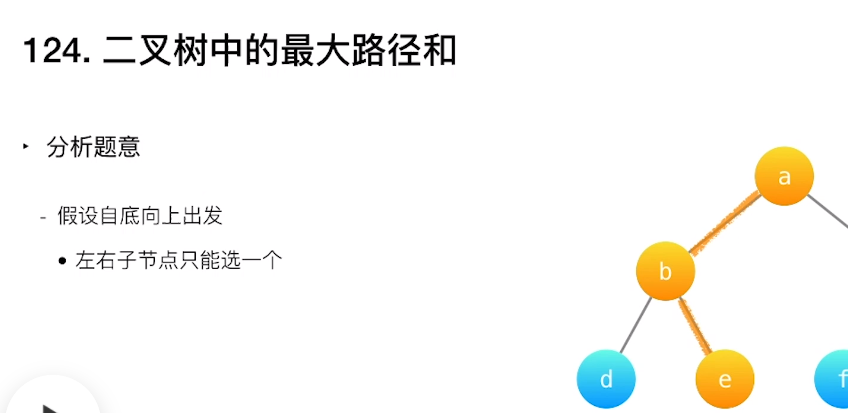 124. 二叉树中的最大路径和
‣ 分析题意
- 假设自底向上出发
• 左右子节点只能选一个
a
b
d
e
f